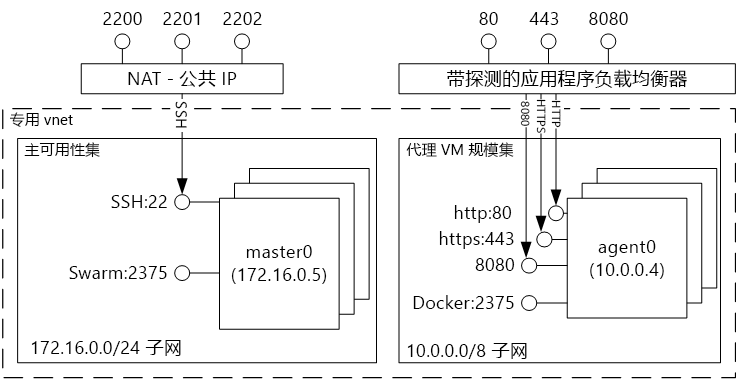 2200 2201 2202
NAT - 公共 IP
SSH
80 443 8080
带探测的应用程序负载均衡器
8080
HTTPS
HTTP
专用 vnet
主可用性集
SSH:22
Swarm:2375
master0
(172.16.0.5)
172.16.0.0/24 子网
代理 VM 规模集
http:80
https:443
8080
Docker:2375
agent0
(10.0.0.4)
10.0.0.0/8 子网